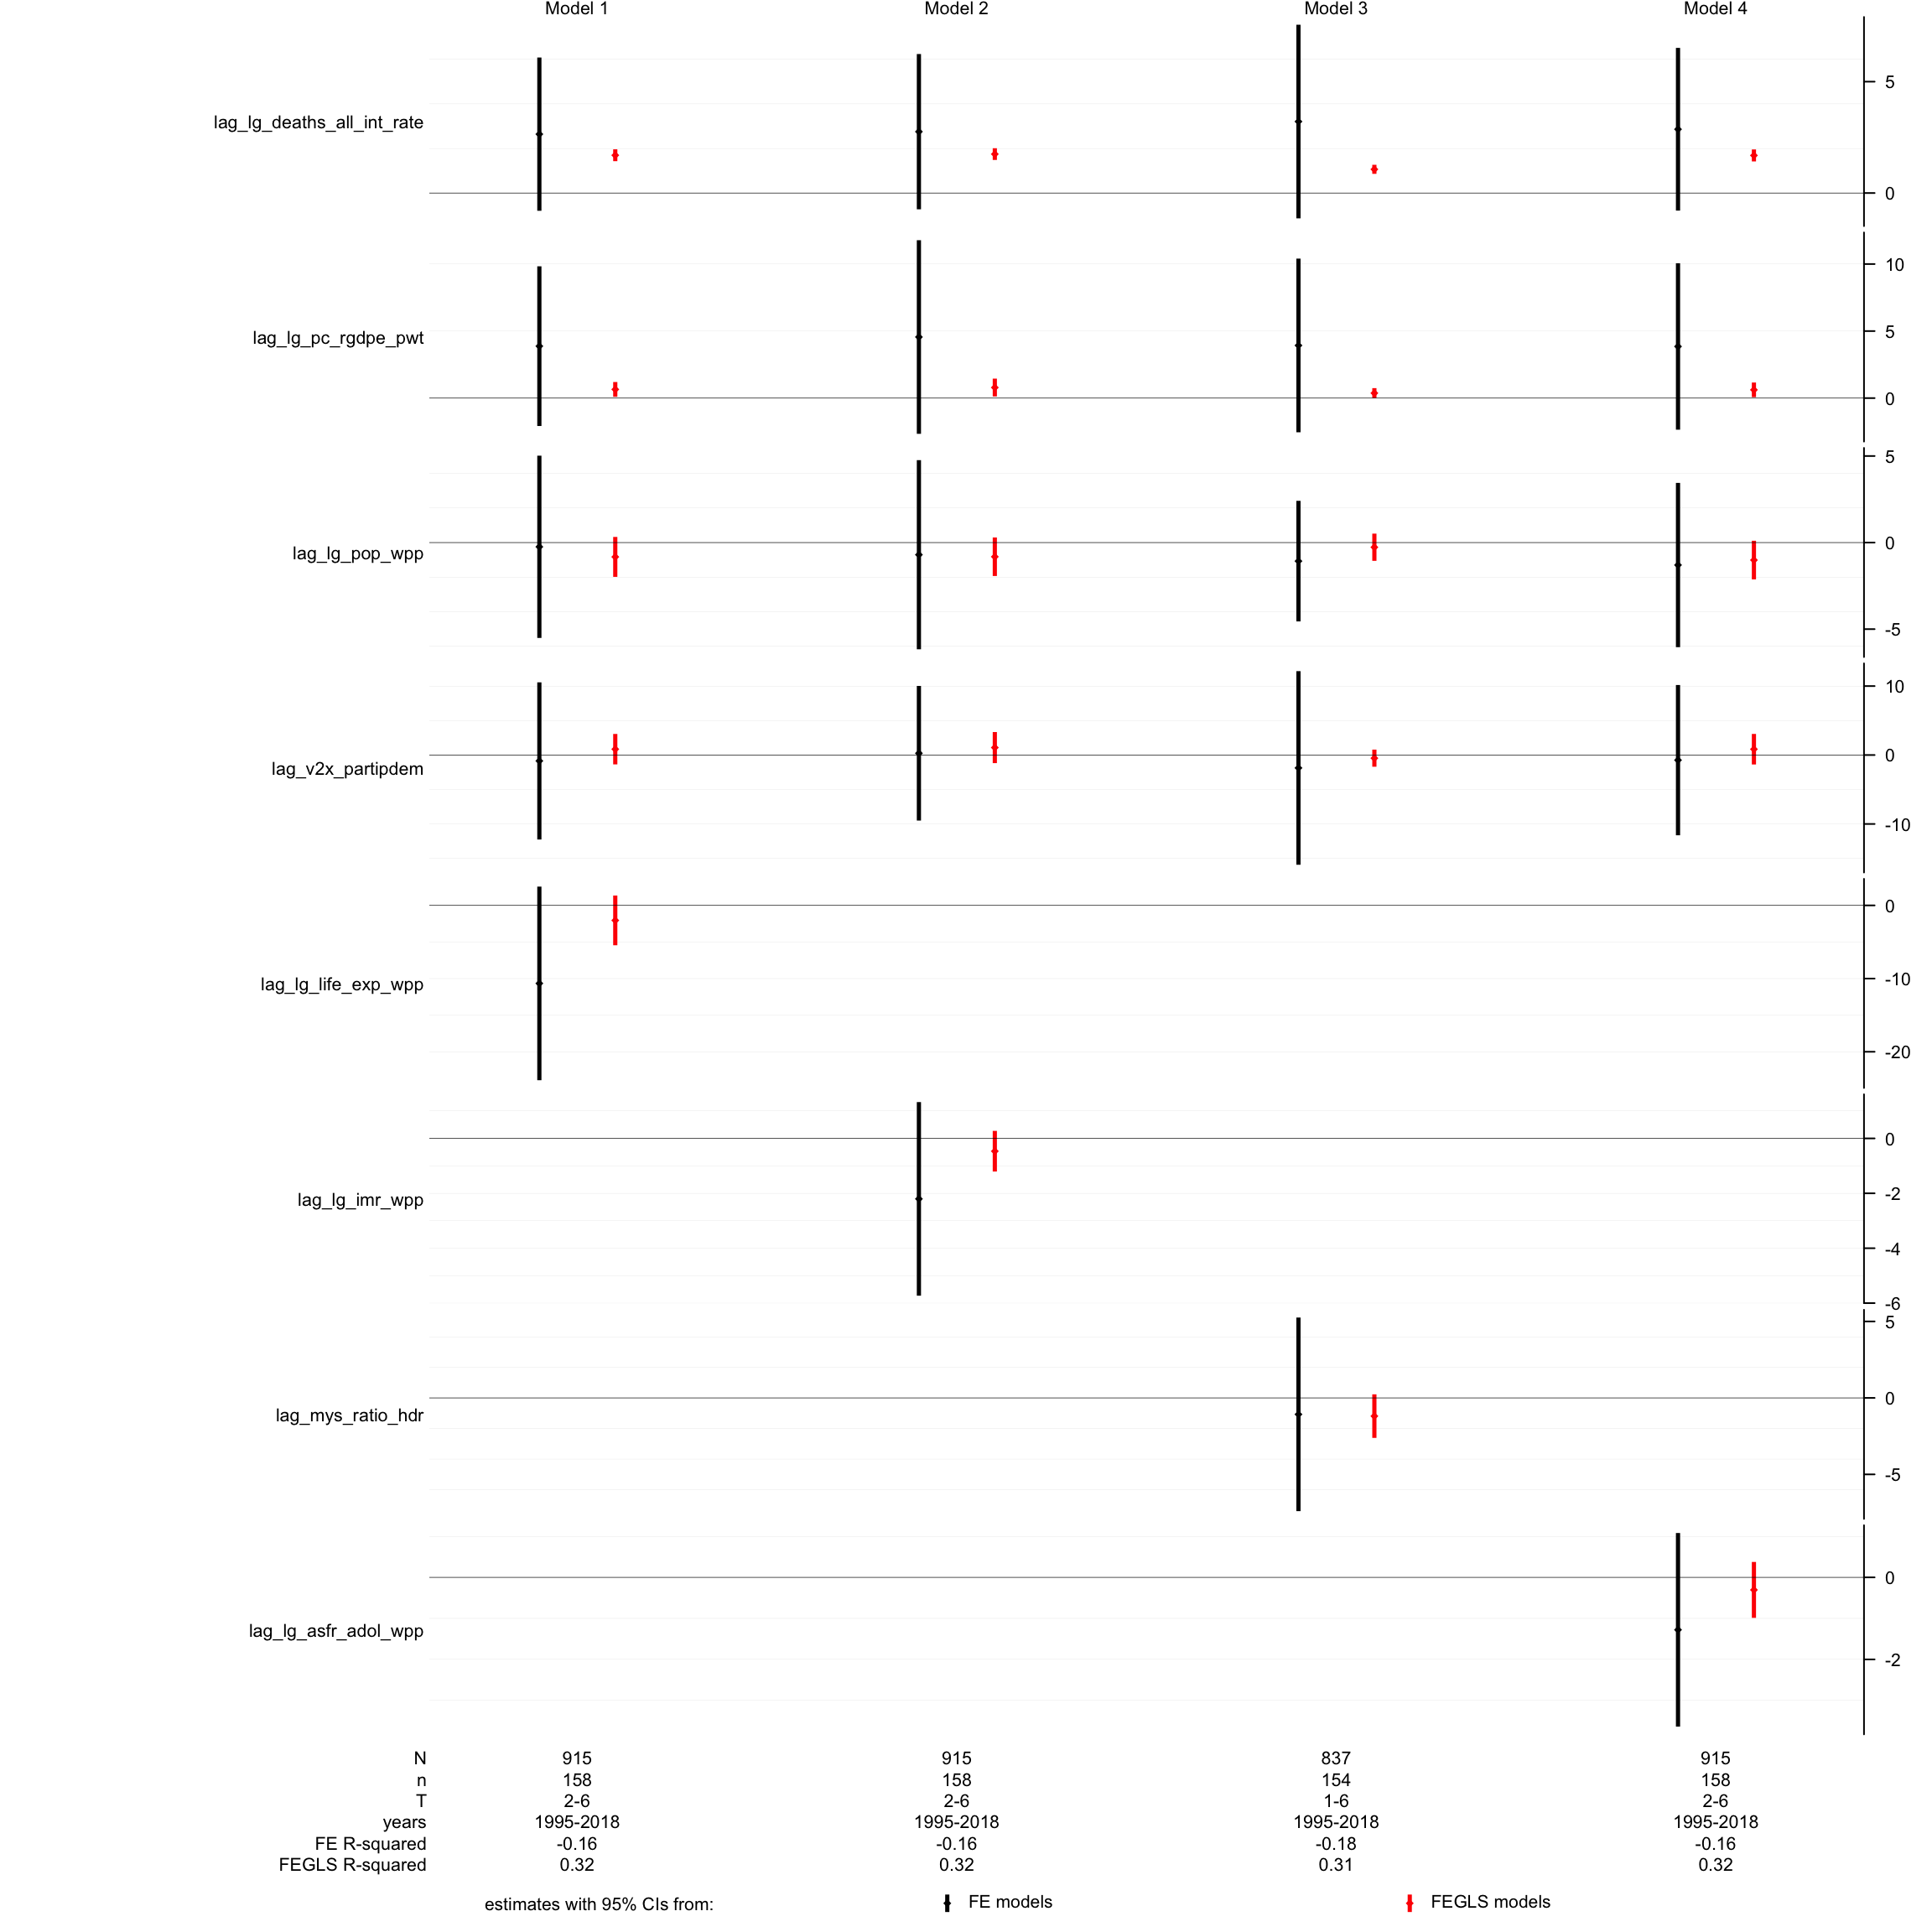 Model 1 Model 2 Model 3 Model 4
lag_lg_deaths_all_int_rate
5
0
lag_lg_pc_rgdpe_pwt
10
5
0
lag_lg_pop_wpp
5
0
-5
lag_v2x_partipdem
10
0
-10
lag_lg_life_exp_wpp
0
-10
-20
lag_lg_imr_wpp
0
-2
-4
-6
lag_mys_ratio_hdr
5
0
-5
lag_lg_asfr_adol_wpp
0
-2
N 915 915 837 915
n 158 158 154 158
T 2-6 2-6 1-6 2-6
years 1995-2018 1995-2018 1995-2018 1995-2018
FE R-squared -0.16 -0.16 -0.18 -0.16
FEGLS R-squared 0.32 0.32 0.31 0.32
estimates with 95% CIs from: FE models FEGLS models